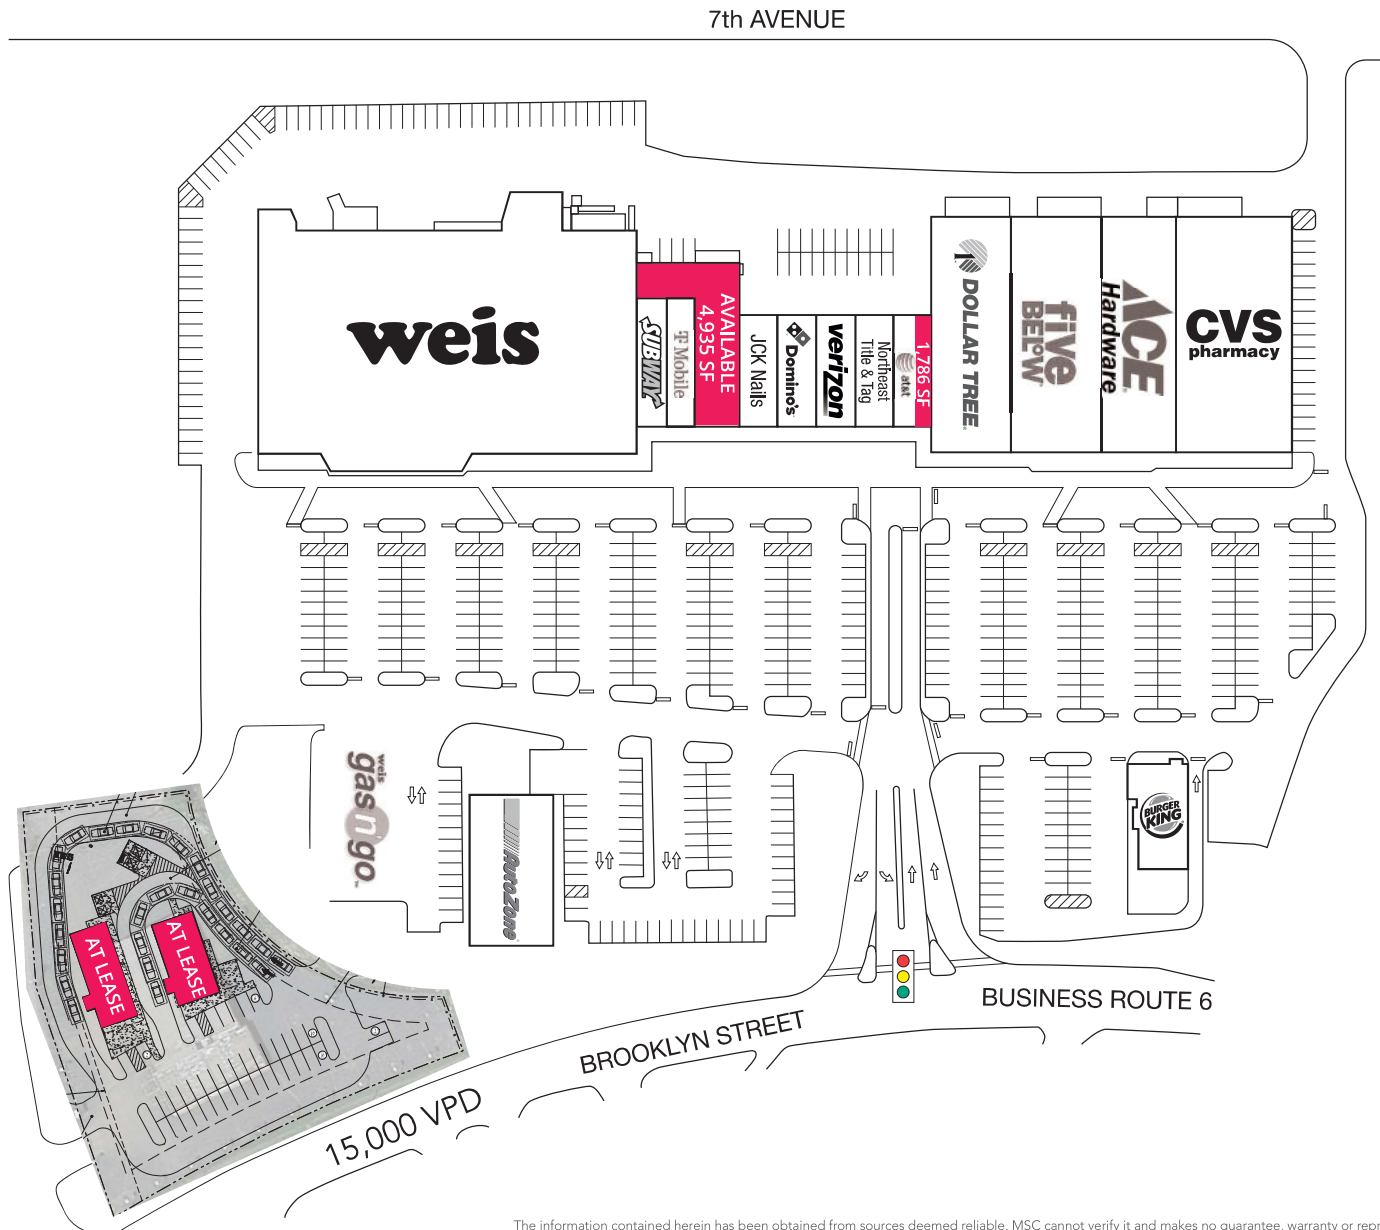 7th AVENUE
weis
SUBWAY
T Mobile
AVAILABLE
4,935 SF
JCK Nails
Domino's
verizon
Northeast
Title & Tag
at&t
1,786 SF
DOLLAR TREE.
five
BELOW
ACE
Hardware
CVS
pharmacy
weis
gas n' go
AutoZone
BURGER
KING
AT LEASE
AT LEASE
BUSINESS ROUTE 6
BROOKLYN STREET
15,000 VPD
The information contained herein has been obtained from sources deemed reliable. MSC cannot verify it and makes no guarantee, warranty or repr